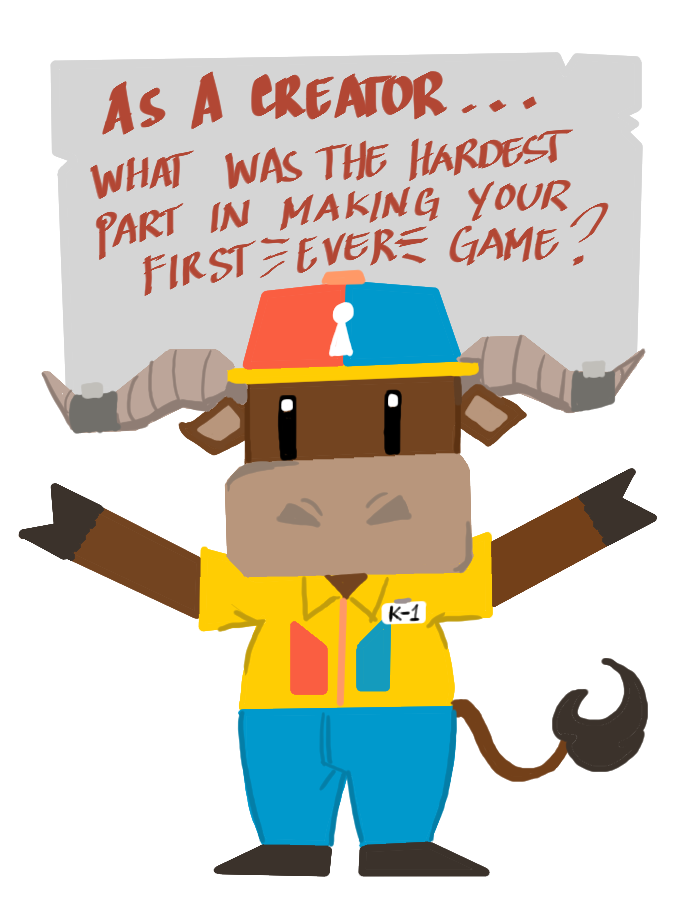 AS A CREATOR...
WHAT WAS THE HARDEST
PART IN MAKING YOUR
FIRST EVER GAME?
K-1